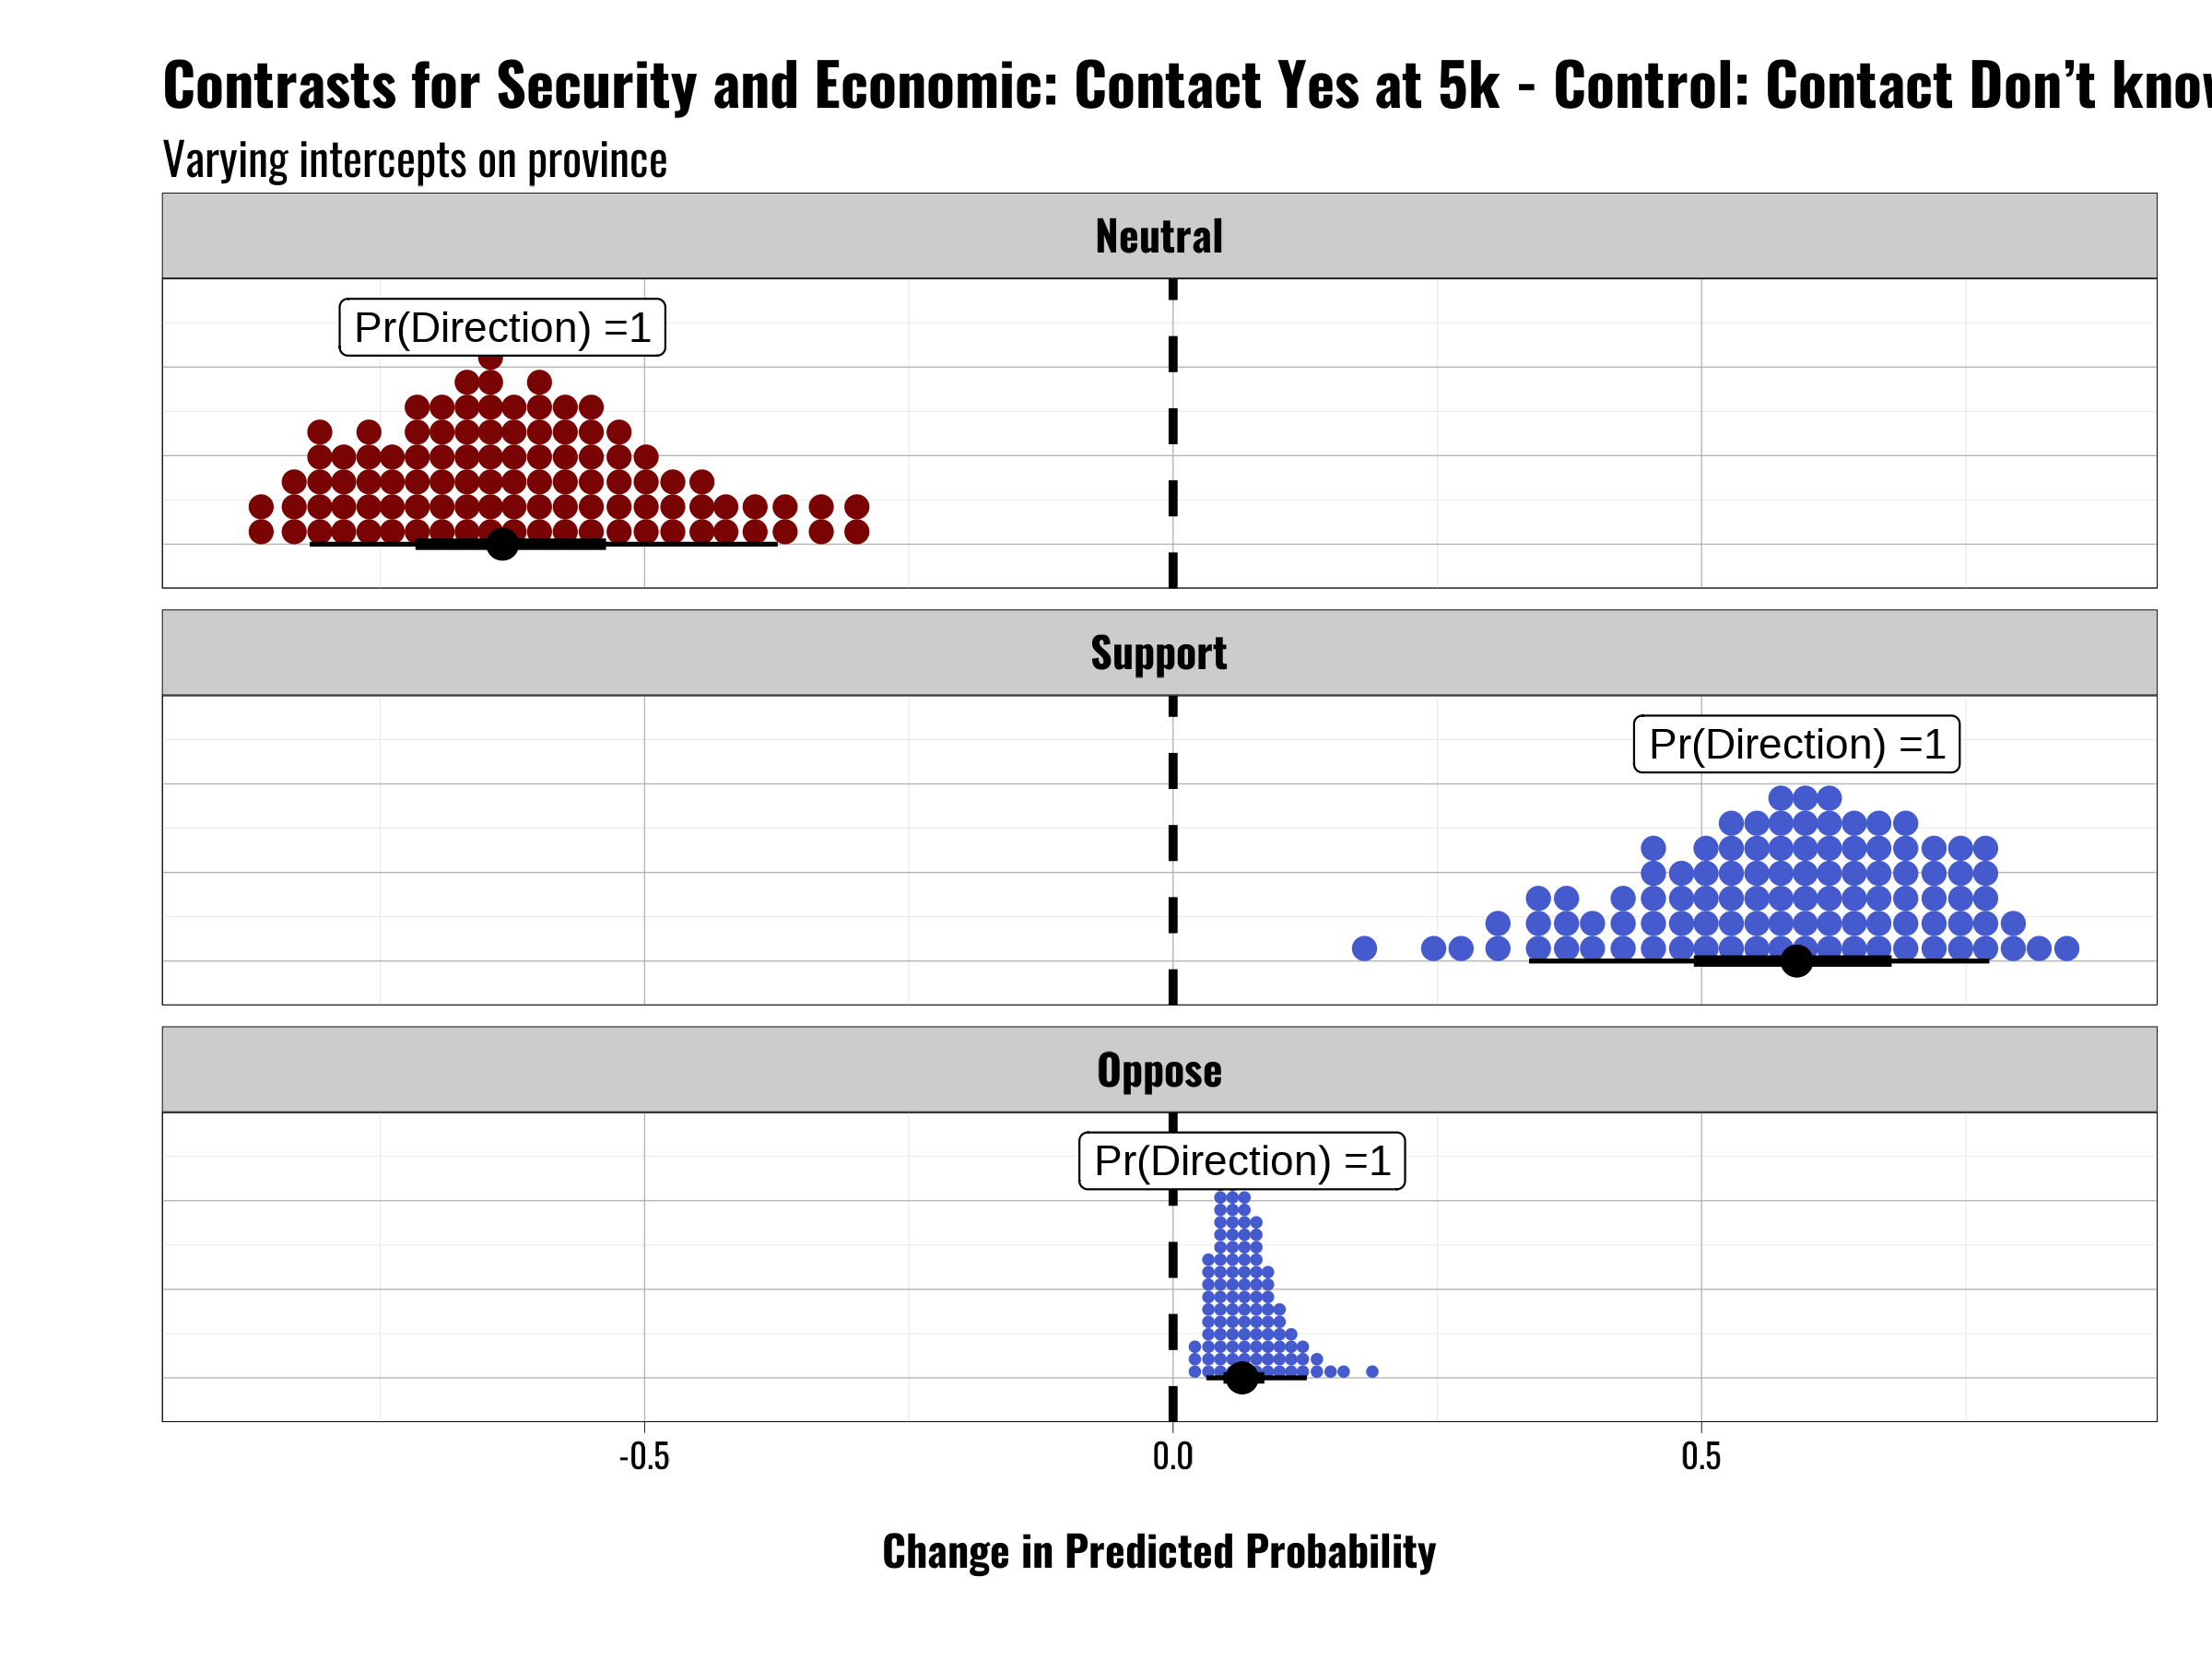 Contrasts for Security and Economic: Contact Yes at 5k - Control: Contact Don’t
Varying intercepts on province
Neutral
Pr(Direction) =1
Support
Pr(Direction) =1
Oppose
Pr(Direction) =1
-0.5
0.0
0.5
Change in Predicted Probability